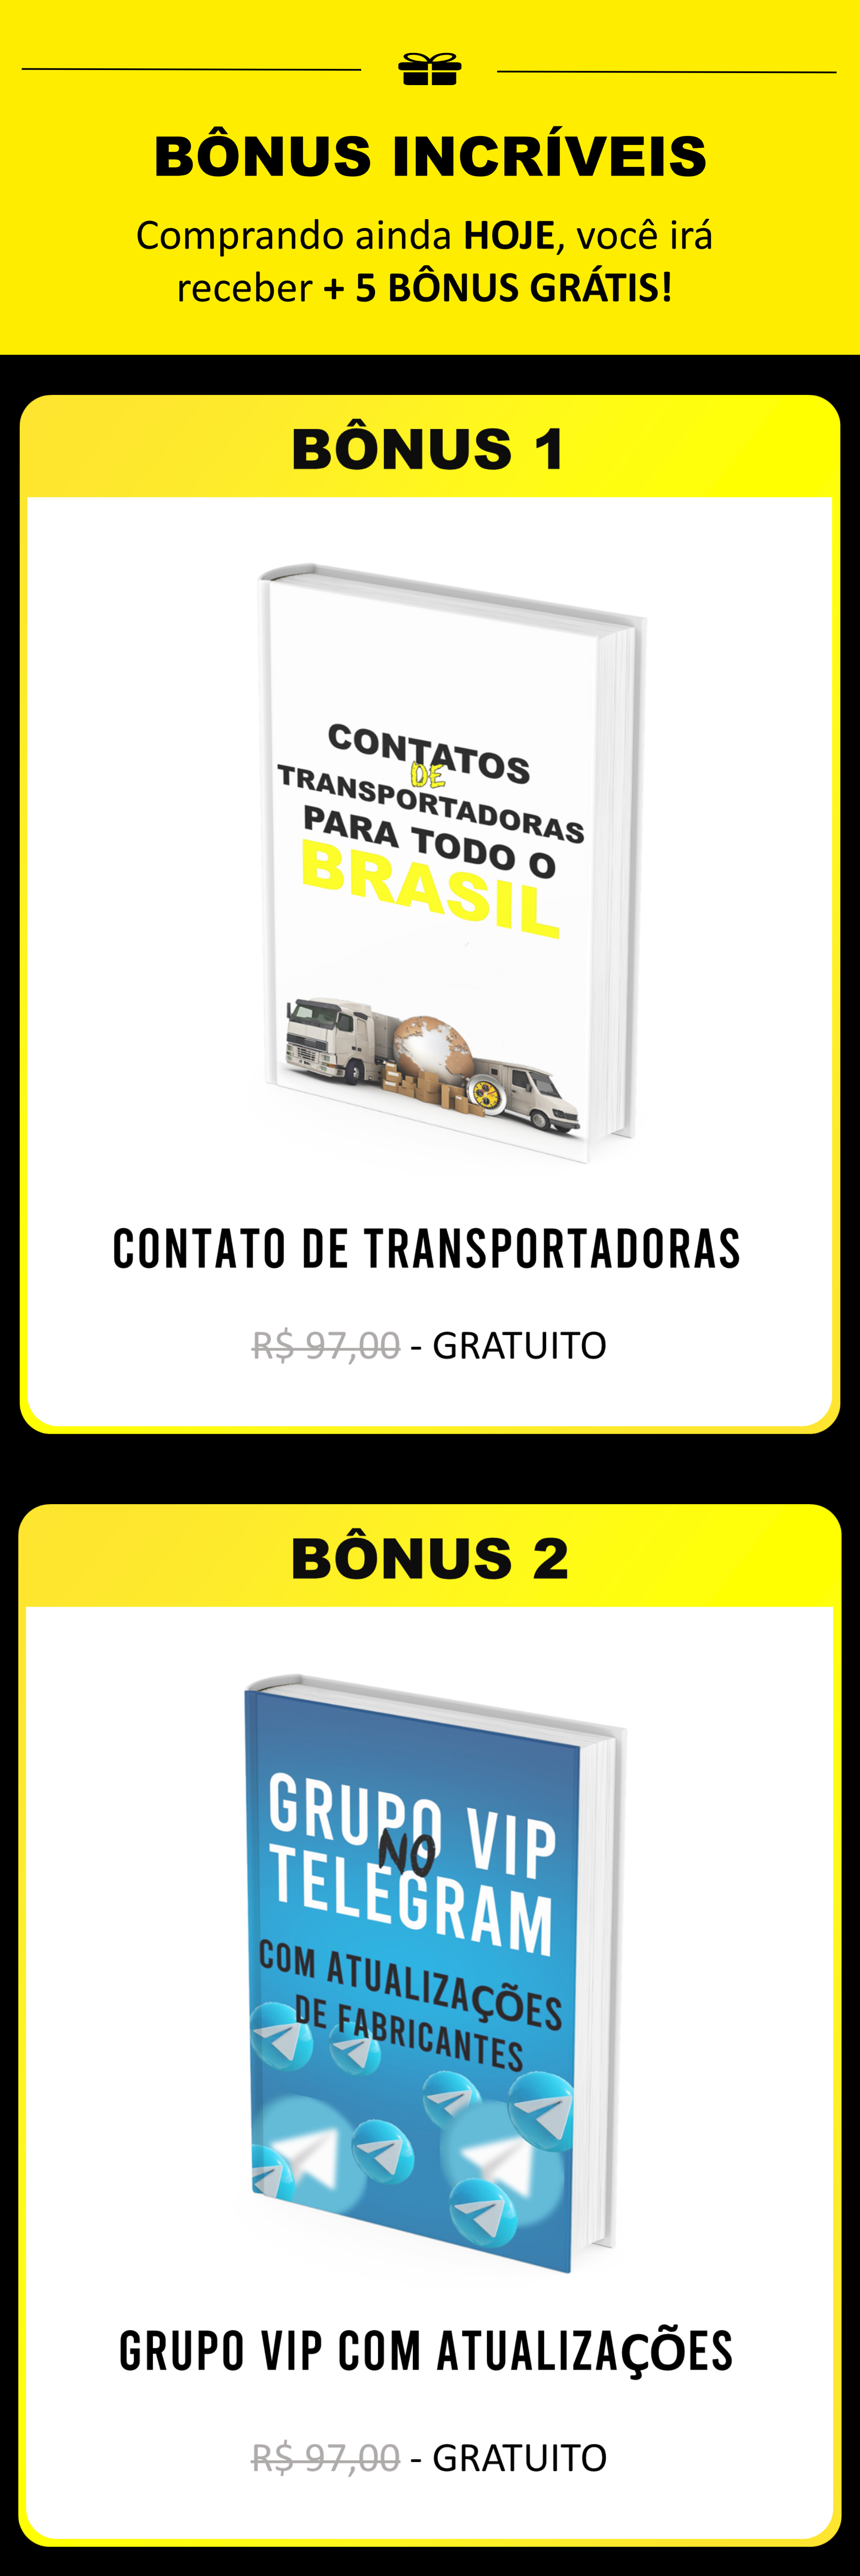 BÔNUS INCRÍVEIS
Comprando ainda HOJE, você irá
receber + 5 BÔNUS GRÁTIS!
BÔNUS 1
CONTATOS
DE
TRANSPORTADORAS
PARA TODO O
BRASIL
CONTATO DE TRANSPORTADORAS
R$ 97,00 - GRATUITO
BÔNUS 2
GRUPO VIP
NO
TELEGRAM
COM ATUALIZAÇÕES
DE FABRICANTES
GRUPO VIP COM ATUALIZAÇÕES
R$ 97,00 - GRATUITO